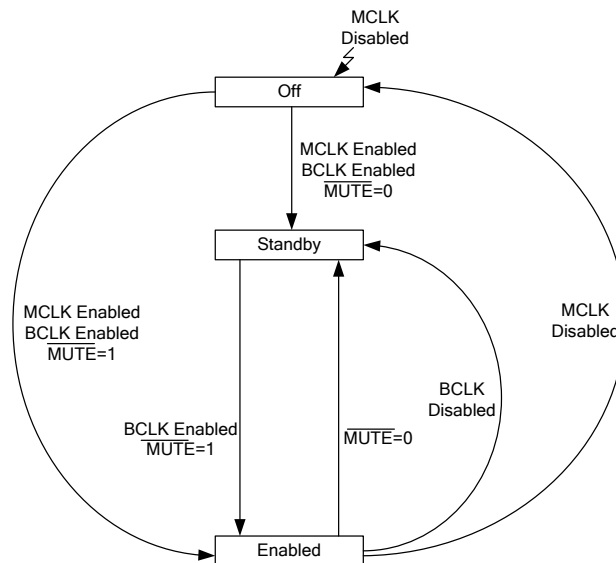 MCLK
Disabled
Off
MCLK Enabled
BCLK Enabled
MUTE=0
Standby
MCLK Enabled
BCLK Enabled
MUTE=1
MCLK
Disabled
BCLK
Disabled
BCLK Enabled
MUTE=1
MUTE=0
Enabled